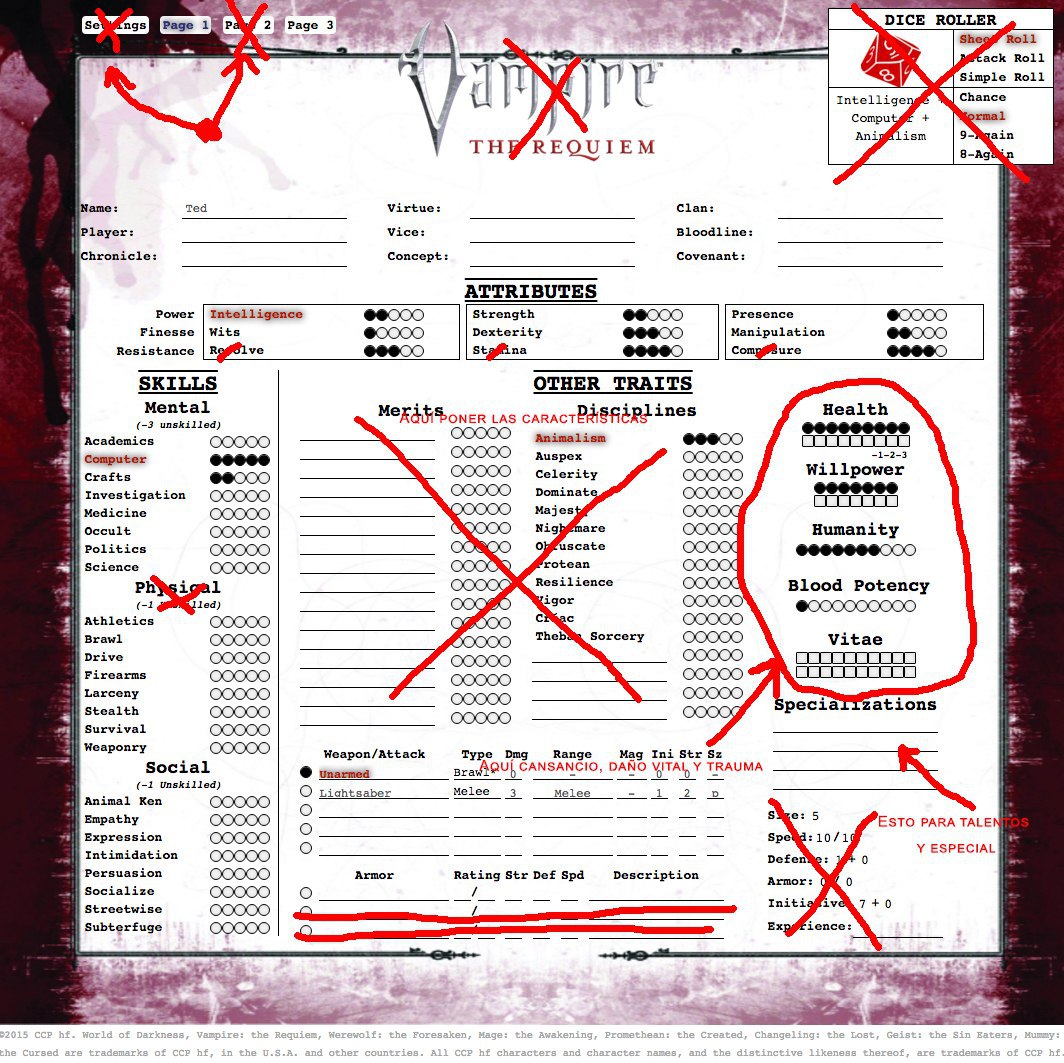 Settings Page 1 Page 2 Page 3
DICE ROLLER
Sheet Roll
Attack Roll
Simple Roll
Intelligence +
Computer +
Animalism
Chance
Normal
9-Again
8-Again
Vampire™
THE REQUIEM
Name: Ted Virtue: Clan:
Player: Vice: Bloodline:
Chronicle: Concept: Covenant:
ATTRIBUTES
Power Intelligence Strength Presence
Finesse Wits Dexterity Manipulation
Resistance Resolve Stamina Composure
SKILLS
Mental
(-3 unskilled)
Academics
Computer
Crafts
Investigation
Medicine
Occult
Politics
Science
Physical
(-1 Unskilled)
Athletics
Brawl
Drive
Firearms
Larceny
Stealth
Survival
Weaponry
Social
(-1 Unskilled)
Animal Ken
Empathy
Expression
Intimidation
Persuasion
Socialize
Streetwise
Subterfuge
OTHER TRAITS
Merits Disciplines
AQUÍ PONER LAS CARACTERÍSTICAS
Animalism
Auspex
Celerity
Dominate
Majesty
Nightmare
Obfuscate
Protean
Resilience
Vigor
Crúac
Theban Sorcery
Health
-1-2-3
Willpower
Humanity
Blood Potency
Vitae
Specializations
Weapon/Attack Type Dmg Range Mag Ini Str Sz
AQUÍ CANSANCIO, DAÑO VITAL Y TRAUMA
Unarmed Brawl* 0 – – 0 0 –
Lightsaber Melee 3 Melee – 1 2 p
Armor Rating Str Def Spd Description
/
/
/
ESTO PARA TALENTOS
Y ESPECIAL
Size: 5
Speed: 10/10
Defense: 1 + 0
Armor: 0 / 0
Initiative: 7 + 0
Experience:
©2015 CCP hf. World of Darkness, Vampire: the Requiem, Werewolf: the Forsaken, Mage: the Awakening, Promethean: the Created, Changeling: the Lost, Geist: the Sin Eaters, Mummy:
the Cursed are trademarks of CCP hf, in the U.S.A. and other countries. All CCP hf characters and character names, and the distinctive likeness thereof, are trademarks of CCP h